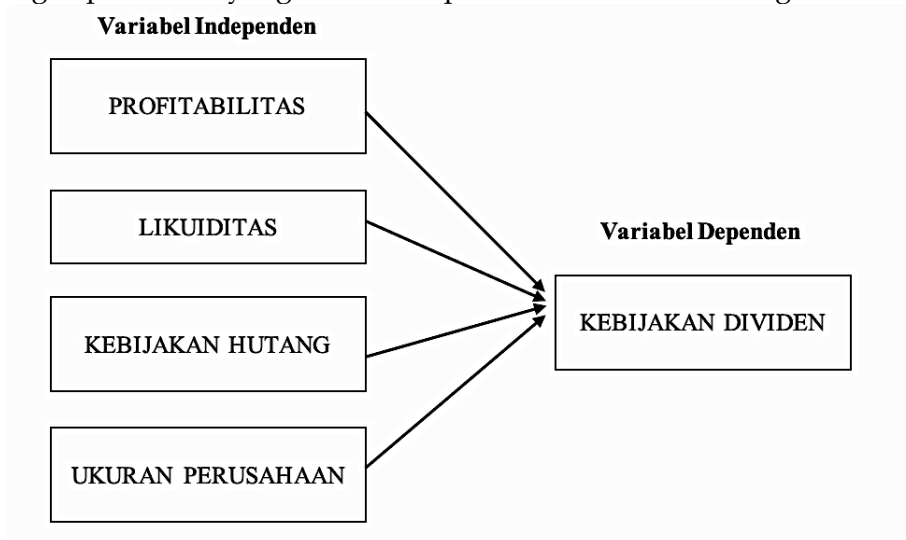 Variabel Independen
PROFITABILITAS
LIKUIDITAS
Variabel Dependen
KEBIJAKAN DIVIDEN
KEBIJAKAN HUTANG
UKURAN PERUSAHAAN